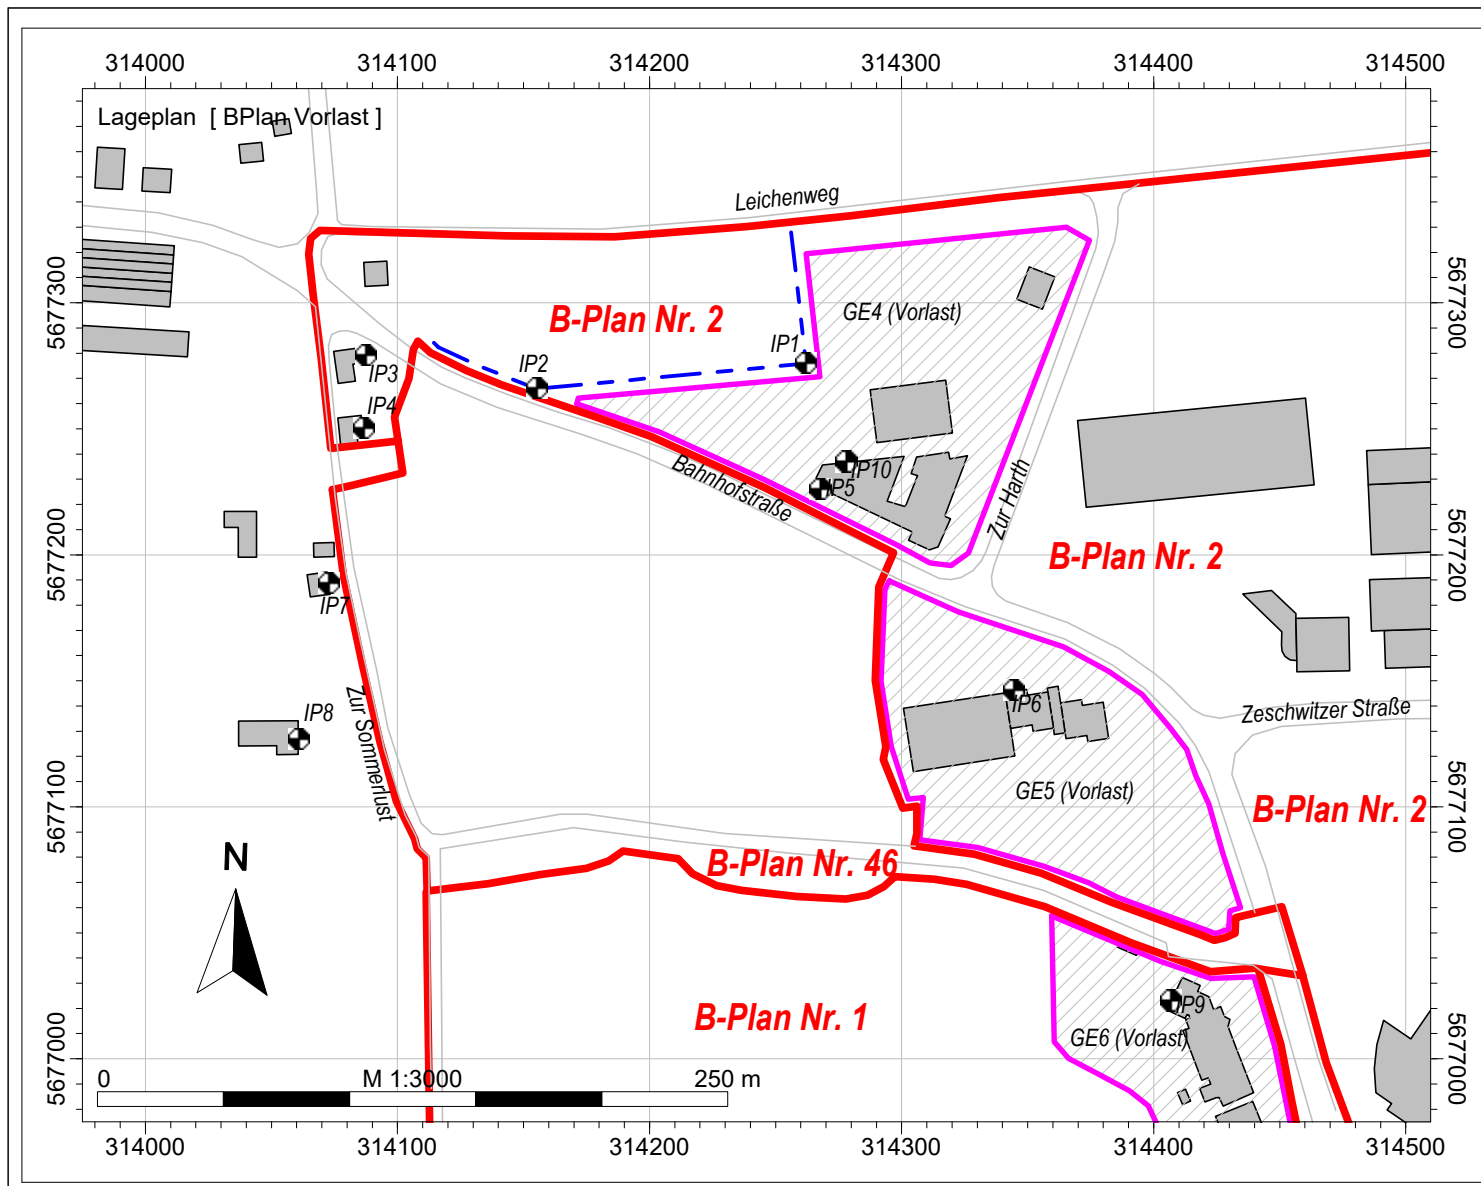 314000 314100 314200 314300 314400 314500
Lageplan [ BPlan Vorlast ]
Leichenweg
5677300
5677300
GE4 (Vorlast)
B-Plan Nr. 2
IP1
IP2
IP3
IP4
IP10
IP5
Bahnhofstraße
Zur Harth
5677200
5677200
B-Plan Nr. 2
IP7
Zur Sommerlust
IP8
IP6
Zeschwitzer Straße
GE5 (Vorlast)
5677100
5677100
B-Plan Nr. 2
B-Plan Nr. 46
N
IP9
B-Plan Nr. 1
GE6 (Vorlast)
5677000
5677000
0 M 1:3000 250 m
314000 314100 314200 314300 314400 314500